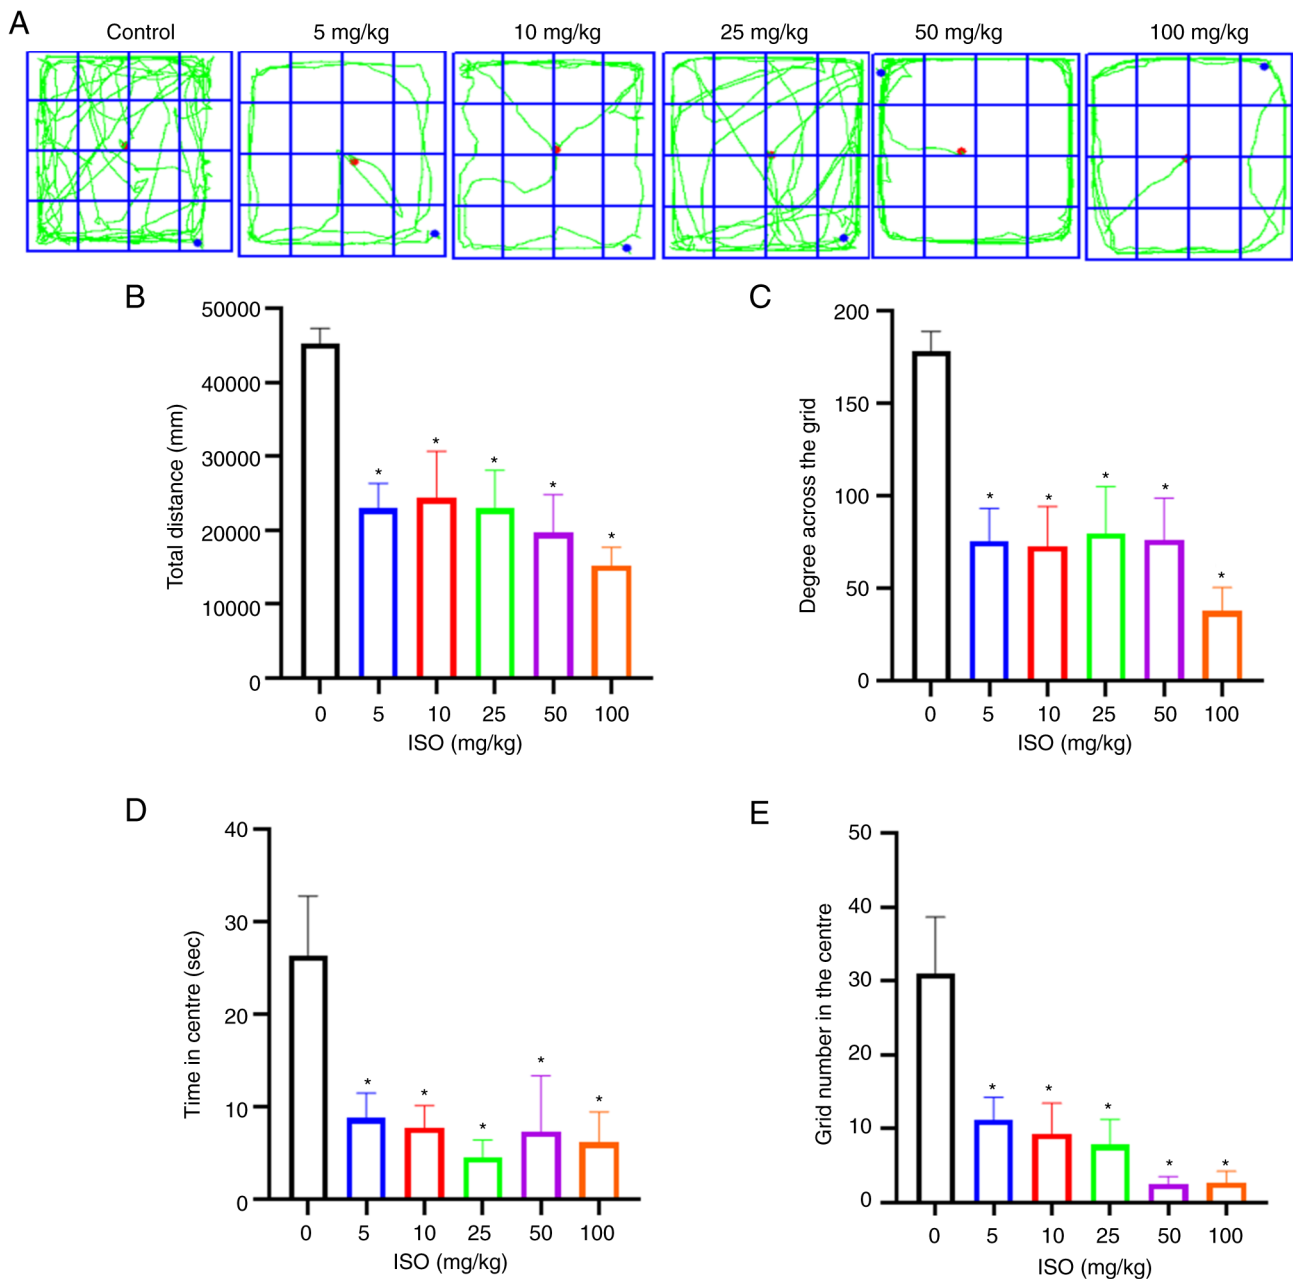 A
Control 5 mg/kg 10 mg/kg 25 mg/kg 50 mg/kg 100 mg/kg
B
50000
40000
30000
20000
10000
0
Total distance (mm)
* * * * *
0 5 10 25 50 100
ISO (mg/kg)
C
200
150
100
50
0
Degree across the grid
* * * * *
0 5 10 25 50 100
ISO (mg/kg)
D
40
30
20
10
0
Time in centre (sec)
* * * * *
0 5 10 25 50 100
ISO (mg/kg)
E
50
40
30
20
10
0
Grid number in the centre
* * * * *
0 5 10 25 50 100
ISO (mg/kg)